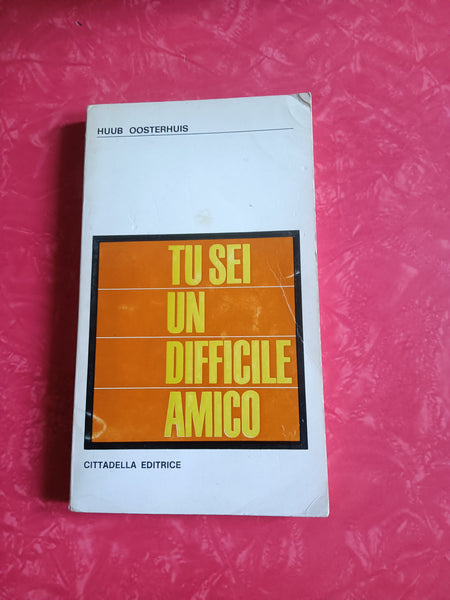 HUUB OOSTERHUIS
TU SEI
UN
DIFFICILE
AMICO
CITTADELLA EDITRICE